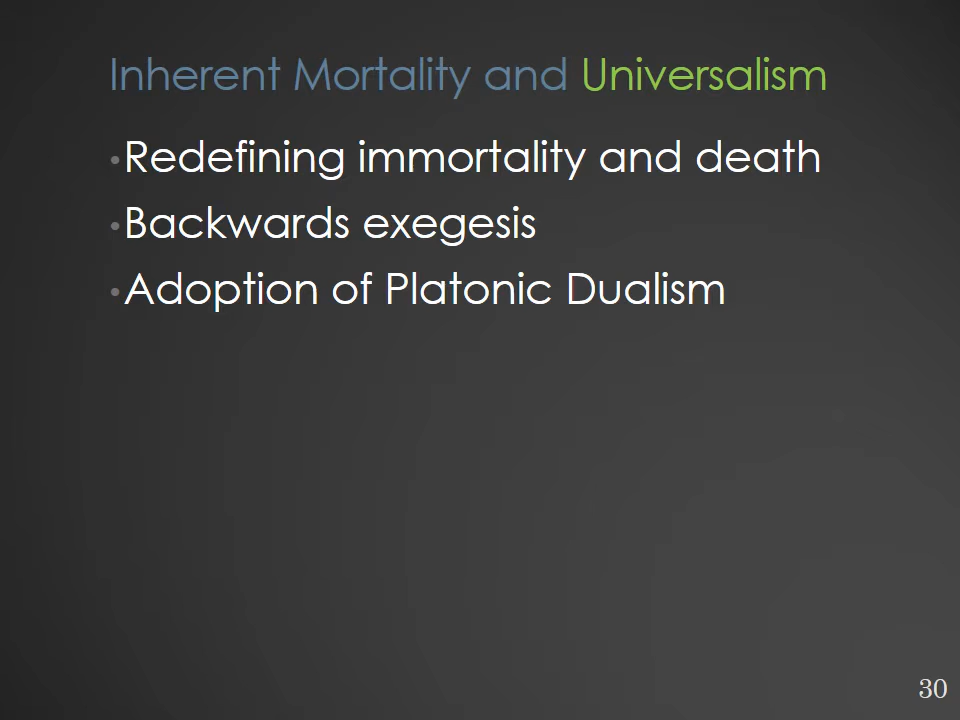 Inherent Mortality and Universalism
•Redefining immortality and death
•Backwards exegesis
•Adoption of Platonic Dualism
30